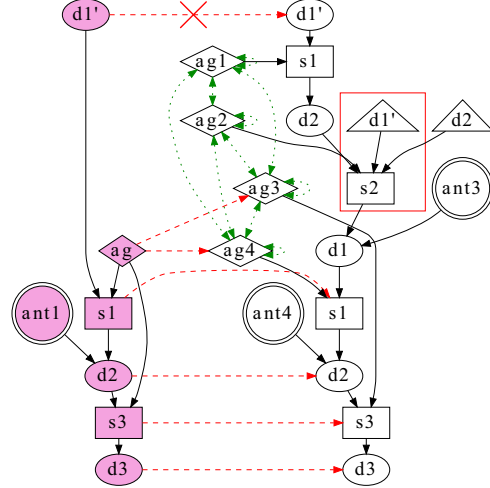 d1' d1'
ag1 s1
ag2 d2 d1' d2
ag3 s2 ant3
ag ag4 d1
ant1 s1 ant4 s1
d2 d2
s3 s3
d3 d3